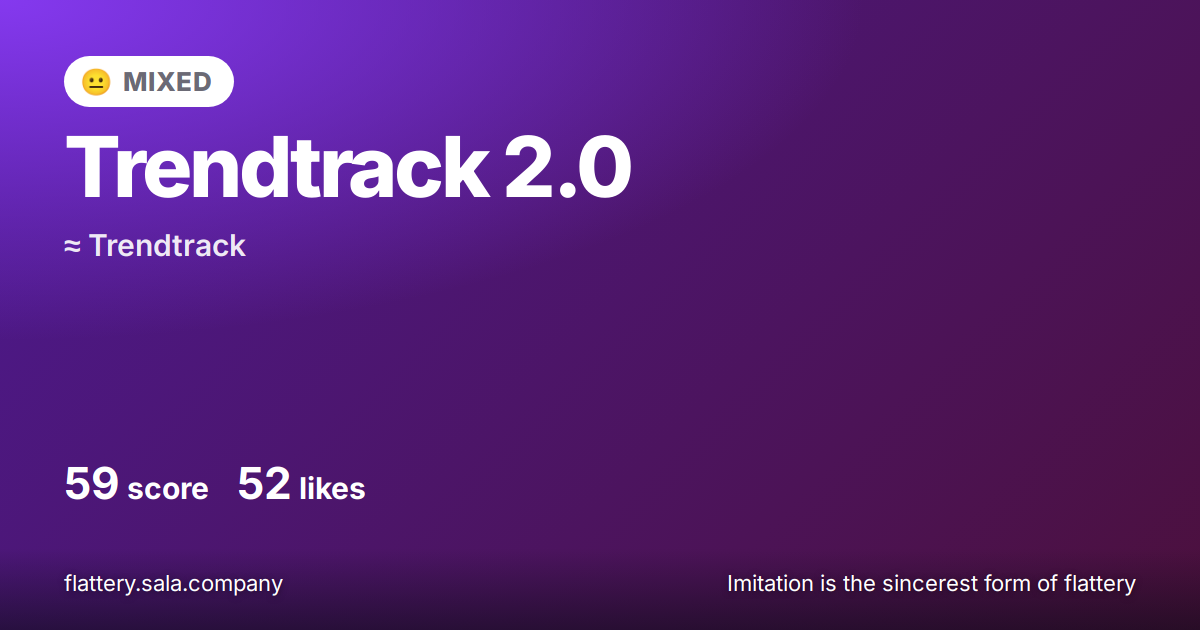 😐 MIXED
Trendtrack 2.0
≈ Trendtrack
59 score 52 likes
flattery.sala.company
Imitation is the sincerest form of flattery